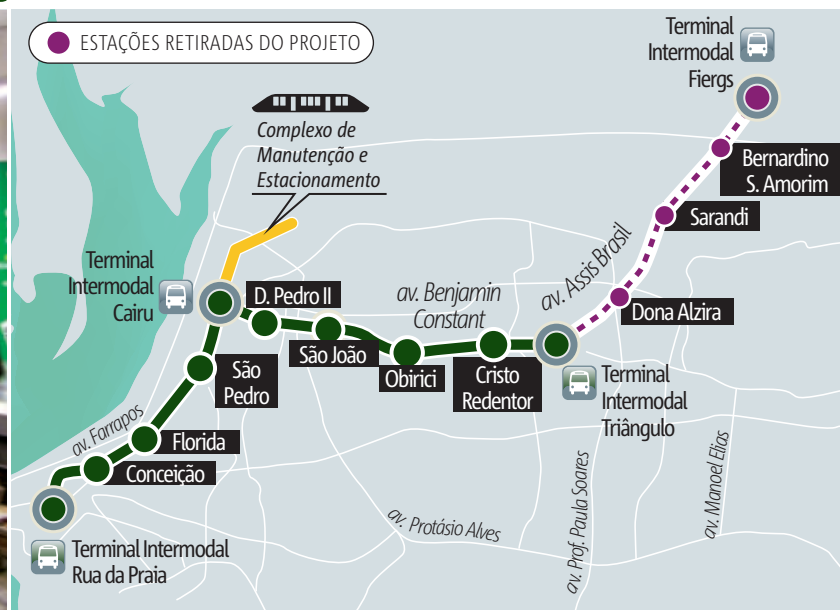 ESTAÇÕES RETIRADAS DO PROJETO
Terminal
Intermodal
Fiergs
Complexo de
Manutenção e
Estacionamento
Bernardino
S. Amorim
Sarandi
Terminal
Intermodal
Cairu
D. Pedro II
av. Benjamin
Constant
av. Assis Brasil
Dona Alzira
São João
São
Pedro
Obirici
Cristo
Redentor
Terminal
Intermodal
Triângulo
av. Farrapos
Florida
Conceição
av. Protásio Alves
av. Prof. Paula Soares
av. Manoel Elias
Terminal Intermodal
Rua da Praia